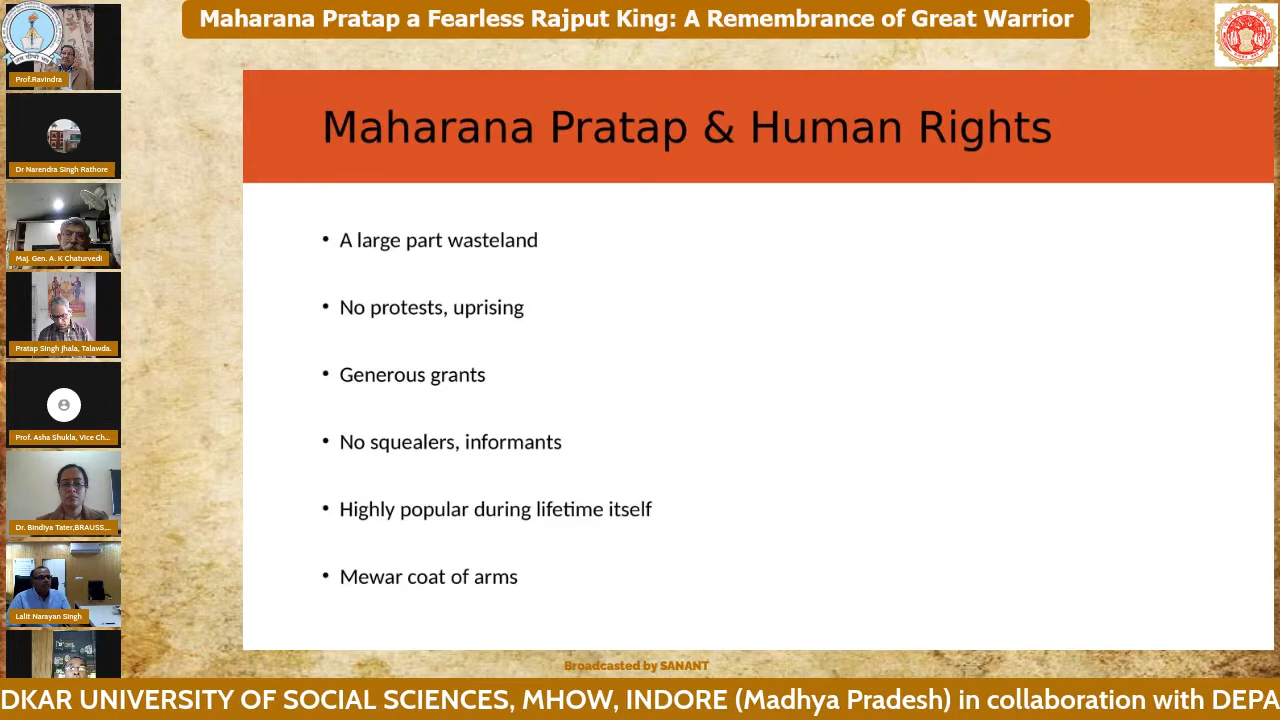 Maharana Pratap a Fearless Rajput King: A Remembrance of Great Warrior
Prof.Ravindra
Dr Narendra Singh Rathore
Maj. Gen. A. K Chaturvedi
Pratap Singh Jhala, Talawda.
Prof. Asha Shukla, Vice Ch...
Dr. Bindiya Tater,BRAUSS,...
Lalit Narayan Singh
Maharana Pratap & Human Rights
• A large part wasteland
• No protests, uprising
• Generous grants
• No squealers, informants
• Highly popular during lifetime itself
• Mewar coat of arms
Broadcasted by SANANT
DKAR UNIVERSITY OF SOCIAL SCIENCES, MHOW, INDORE (Madhya Pradesh) in collaboration with DEPA